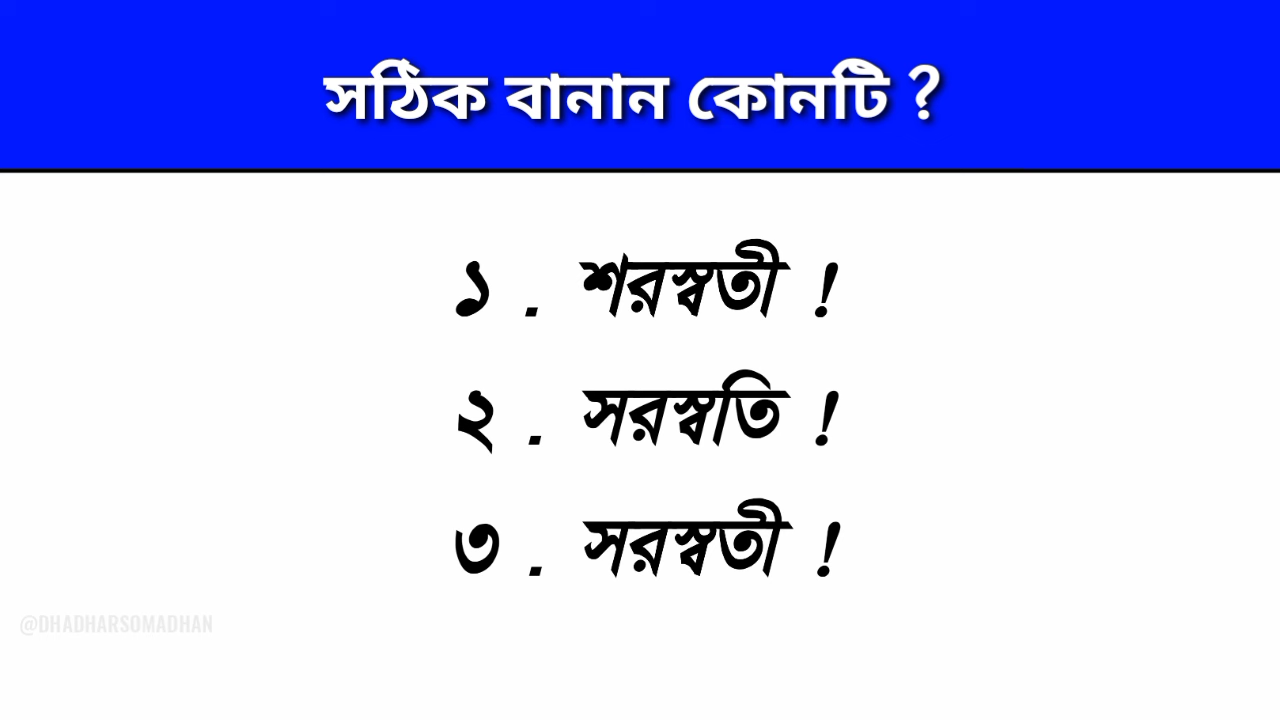 সঠিক বানান কোনটি ?
১ . শরস্বতী !
২ . সরস্বতি !
৩ . সরস্বতী !
@DHADHARSOMADHAN